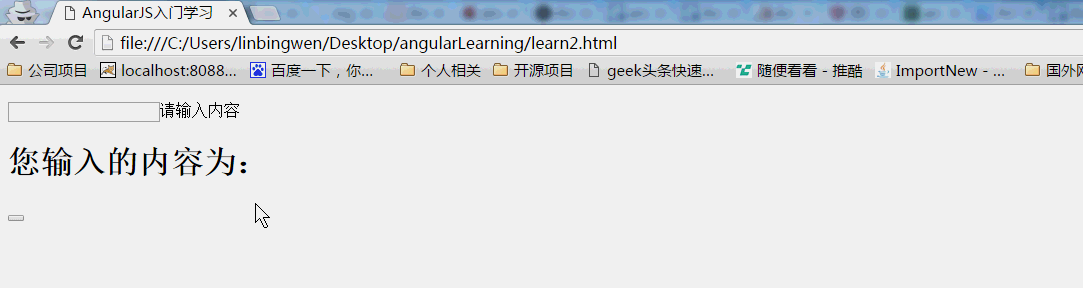 AngularJS入门学习
file:///C:/Users/linbingwen/Desktop/angularLearning/learn2.html
公司项目 localhost:8088... 百度一下，你... 个人相关 开源项目 geek头条快速... 随便看看 - 推酷 ImportNew - ... 国外网
请输入内容
您输入的内容为：